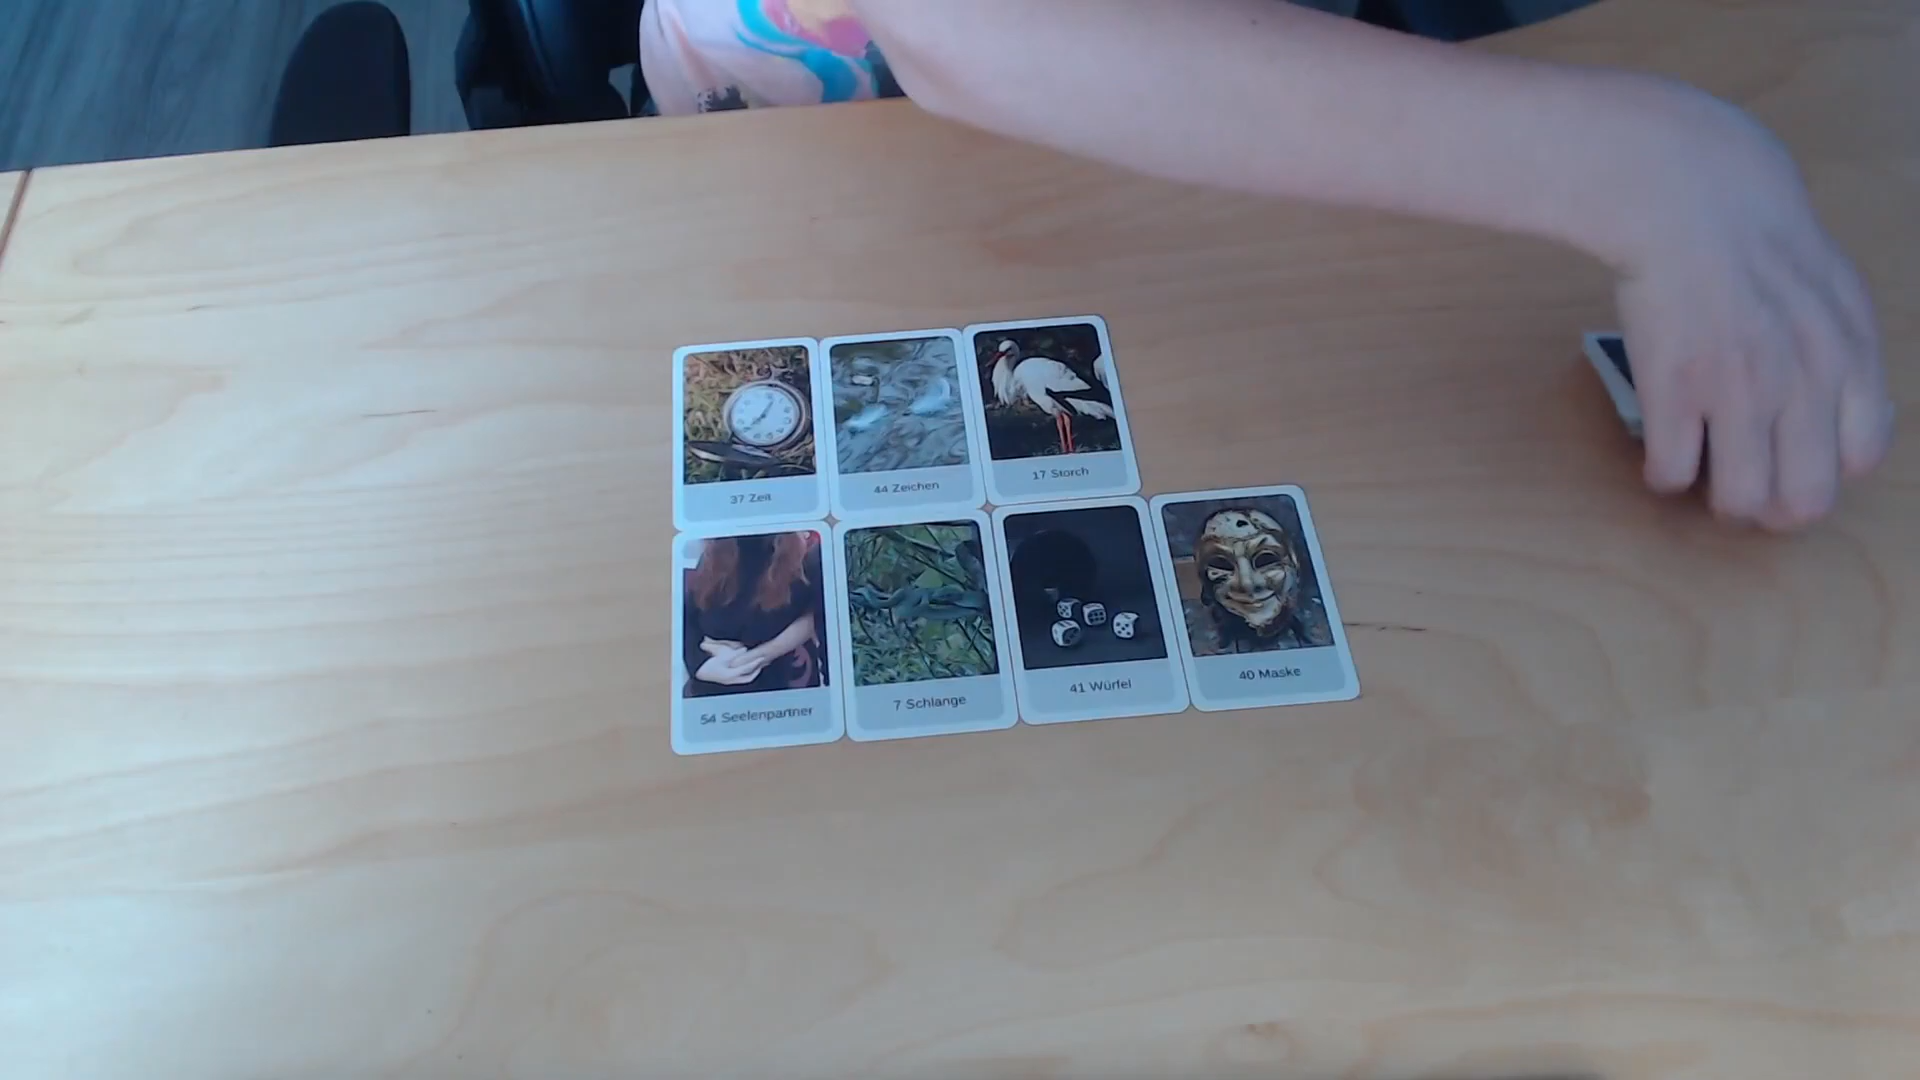 37 Zeit
44 Zeichen
17 Storch
54 Seelenpartner
7 Schlange
41 Würfel
40 Maske